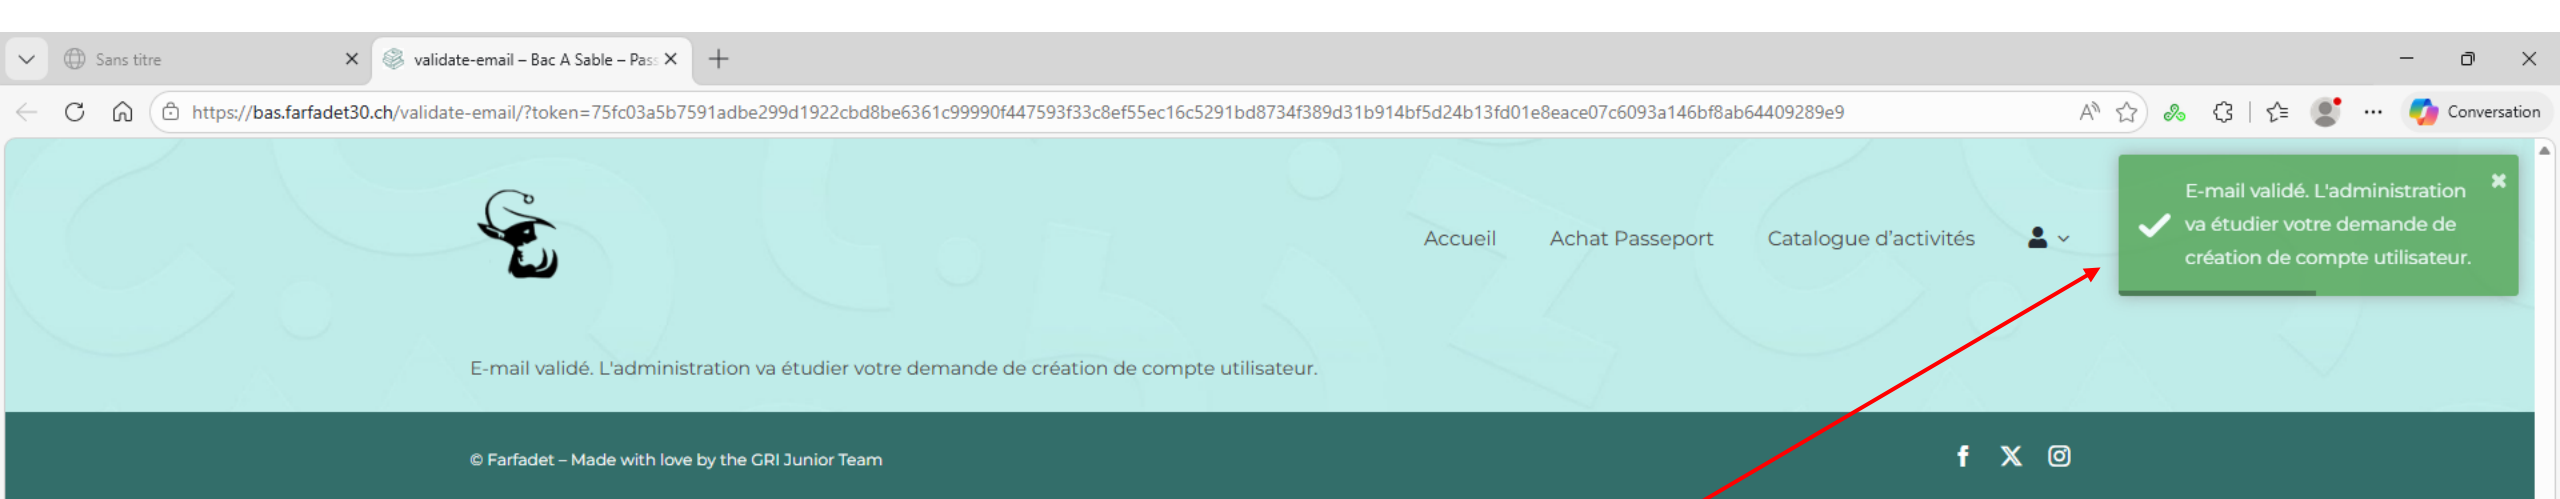 Sans titre
validate-email – Bac A Sable – Pass
https://bas.farfadet30.ch/validate-email/?token=75fc03a5b7591adbe299d1922cbd8be6361c99990f447593f33c8ef55ec16c5291bd8734f389d31b914bf5d24b13fd01e8eace07c6093a146bf8ab64409289e9
Conversation
Accueil
Achat Passeport
Catalogue d'activités
E-mail validé. L'administration
va étudier votre demande de
création de compte utilisateur.
E-mail validé. L'administration va étudier votre demande de création de compte utilisateur.
© Farfadet – Made with love by the GRI Junior Team